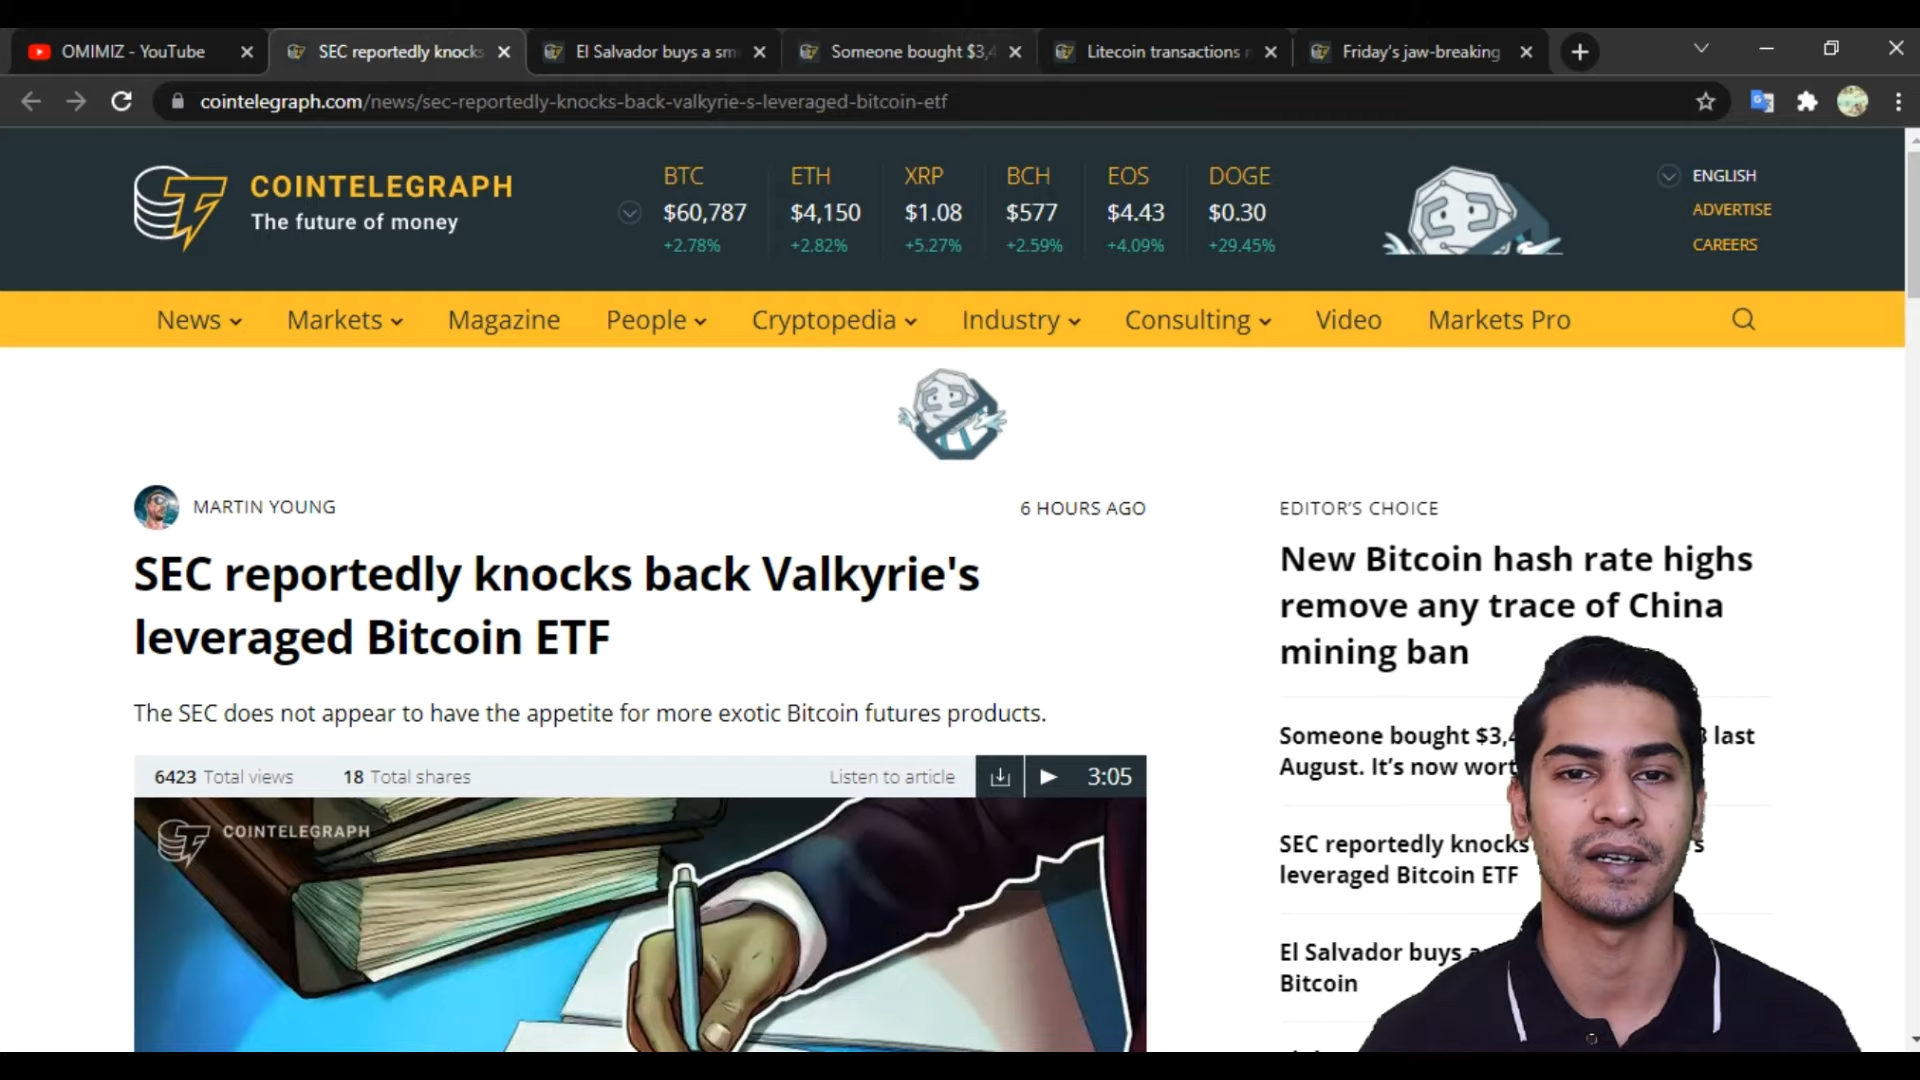 OMIMIZ - YouTube
SEC reportedly knocks
El Salvador buys a sm
Someone bought $3,4
Litecoin transactions
Friday's jaw-breaking
cointelegraph.com/news/sec-reportedly-knocks-back-valkyrie-s-leveraged-bitcoin-etf
COINTELEGRAPH
The future of money
BTC
$60,787
+2.78%
ETH
$4,150
+2.82%
XRP
$1.08
+5.27%
BCH
$577
+2.59%
EOS
$4.43
+4.09%
DOGE
$0.30
+29.45%
ENGLISH
ADVERTISE
CAREERS
News
Markets
Magazine
People
Cryptopedia
Industry
Consulting
Video
Markets Pro
MARTIN YOUNG
6 HOURS AGO
SEC reportedly knocks back Valkyrie's
leveraged Bitcoin ETF
The SEC does not appear to have the appetite for more exotic Bitcoin futures products.
6423 Total views
18 Total shares
Listen to article
3:05
COINTELEGRAPH
EDITOR'S CHOICE
New Bitcoin hash rate highs
remove any trace of China
mining ban
Someone bought $3,4 last
August. It's now wort
SEC reportedly knocks s
leveraged Bitcoin ETF
El Salvador buys a
Bitcoin